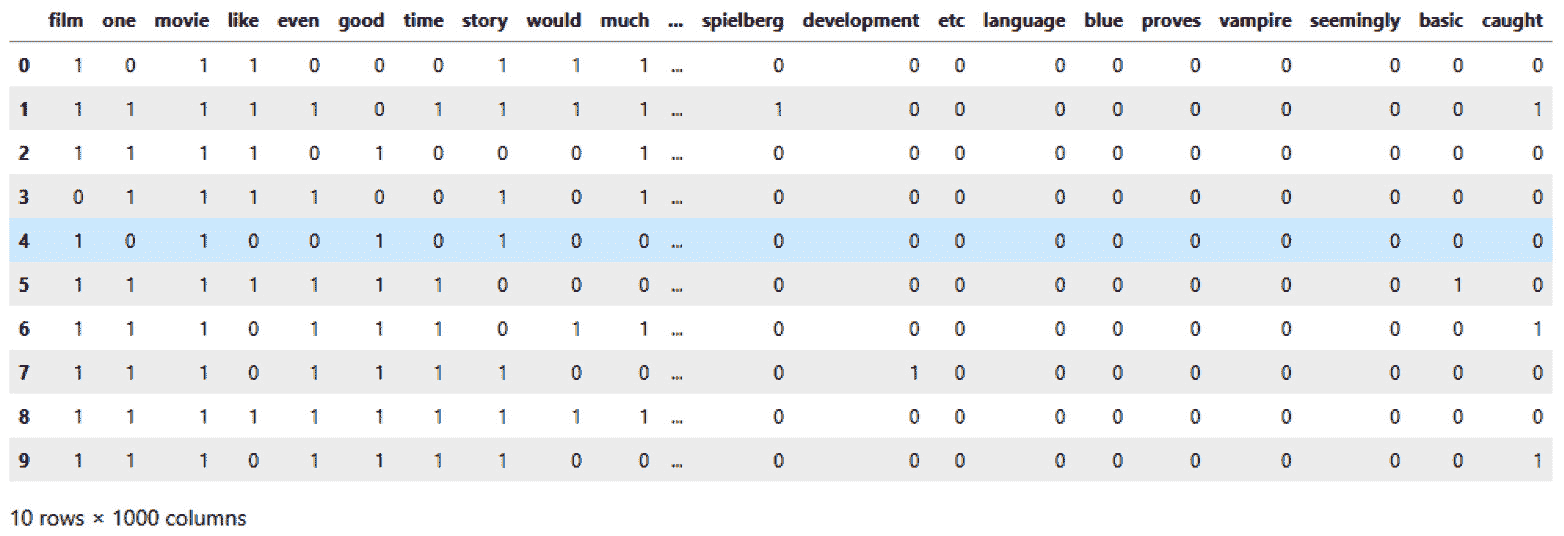 film one movie like even good time story would much ... spielberg development etc language blue proves vampire seemingly basic caught
0 1 0 1 1 0 0 0 1 1 1 ... 0 0 0 0 0 0 0 0 0 0
1 1 1 1 1 1 0 1 1 1 1 ... 1 0 0 0 0 0 0 0 0 1
2 1 1 1 1 0 1 0 0 0 1 ... 0 0 0 0 0 0 0 0 0 0
3 0 1 1 1 1 0 0 1 0 1 ... 0 0 0 0 0 0 0 0 0 0
4 1 0 1 0 0 1 0 1 0 0 ... 0 0 0 0 0 0 0 0 0 0
5 1 1 1 1 1 1 1 0 0 0 ... 0 0 0 0 0 0 0 0 1 0
6 1 1 1 0 1 1 1 0 1 1 ... 0 0 0 0 0 0 0 0 0 1
7 1 1 1 0 1 1 1 1 0 0 ... 0 1 0 0 0 0 0 0 0 0
8 1 1 1 1 1 1 1 1 1 1 ... 0 0 0 0 0 0 0 0 0 0
9 1 1 1 0 1 1 1 1 0 0 ... 0 0 0 0 0 0 0 0 0 1
10 rows × 1000 columns